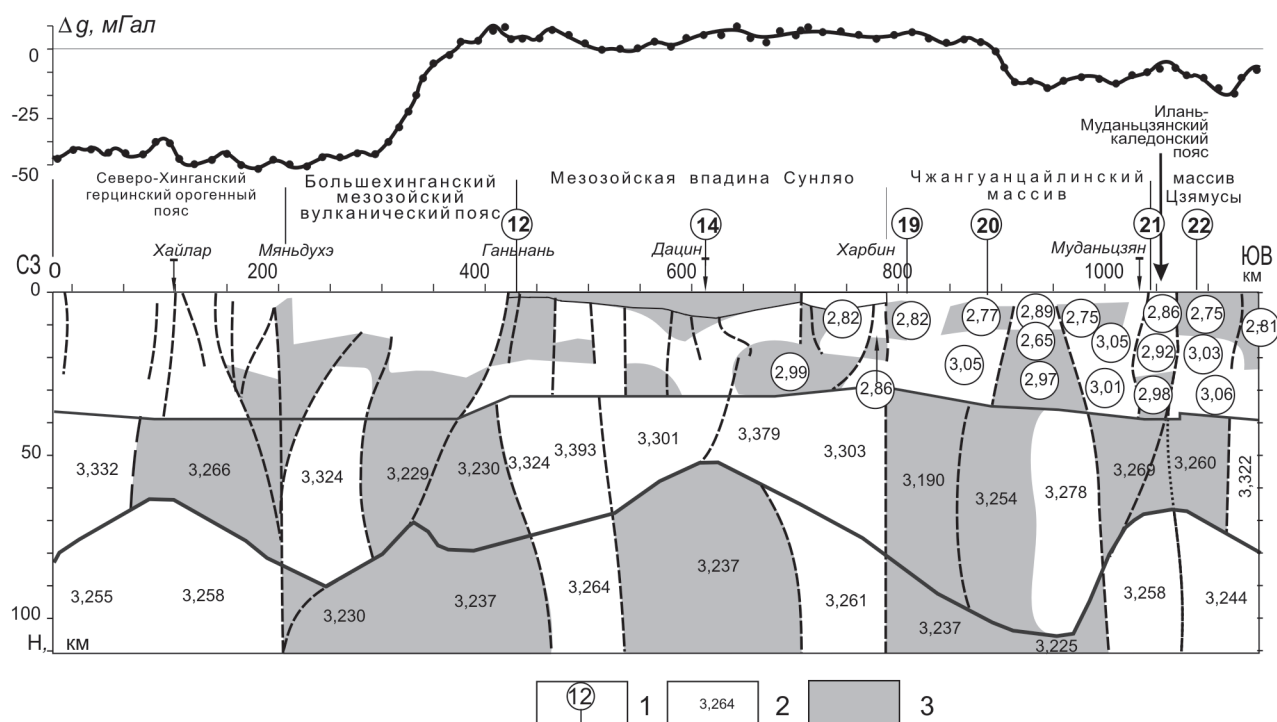 Δg, мГал
0
-25
-50
Илань-
Муданьцзянский
каледонский
пояс
Северо-Хинганский
герцинский орогенный
пояс
Большехинганский
мезозойский
вулканический пояс
Мезозойская впадина Сунляо
Чжангуанцайлинский
массив
массив
Цзямусы
12
14
19
20
21
22
Хайлар
Мяньдухэ
Ганьнань
Дацин
Харбин
Муданьцзян
СЗ 0 200 400 600 800 1000 ЮВ
км
0
2,82
2,82
2,77
2,89
2,75
2,86
2,75
2,81
2,65
3,05
2,92
3,03
2,99
2,86
3,05
2,97
3,01
2,98
3,06
50
3,332
3,266
3,324
3,229
3,230
3,324
3,393
3,301
3,379
3,303
3,190
3,254
3,278
3,269
3,260
3,322
3,255
3,258
3,230
3,237
3,264
3,237
3,261
3,237
3,225
3,258
3,244
100
Н, км
12 1
3,264 2
3